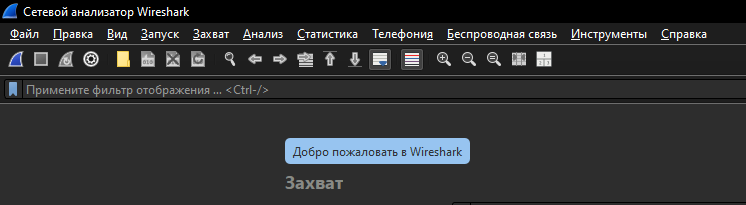 Сетевой анализатор Wireshark
Файл Правка Вид Запуск Захват Анализ Статистика Телефония Беспроводная связь Инструменты Справка
Примените фильтр отображения ... <Ctrl-/>
Добро пожаловать в Wireshark
Захват